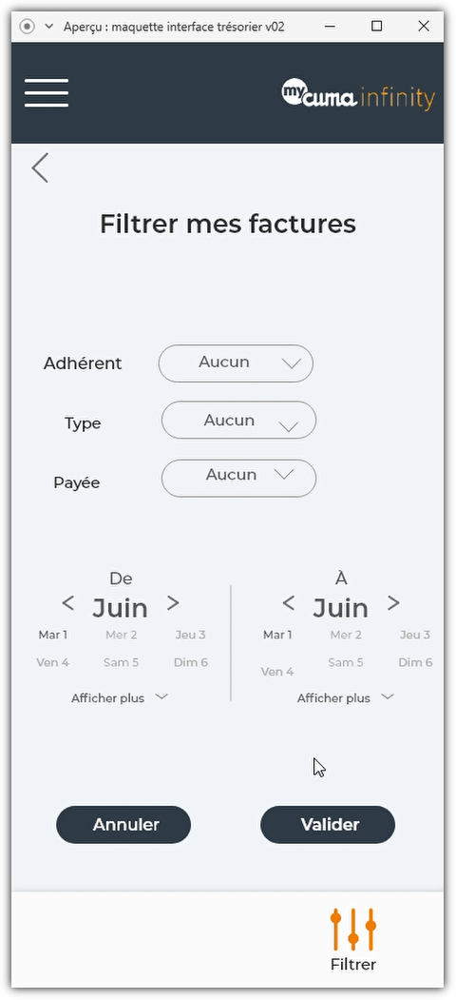 Aperçu : maquette interface trésorier v02
mycuma infinity
Filtrer mes factures
Adhérent Aucun
Type Aucun
Payée Aucun
De À
< Juin > < Juin >
Mar 1 Mer 2 Jeu 3 Mar 1 Mer 2 Jeu 3
Ven 4 Sam 5 Dim 6 Ven 4 Sam 5 Dim 6
Afficher plus Afficher plus
Annuler Valider
Filtrer